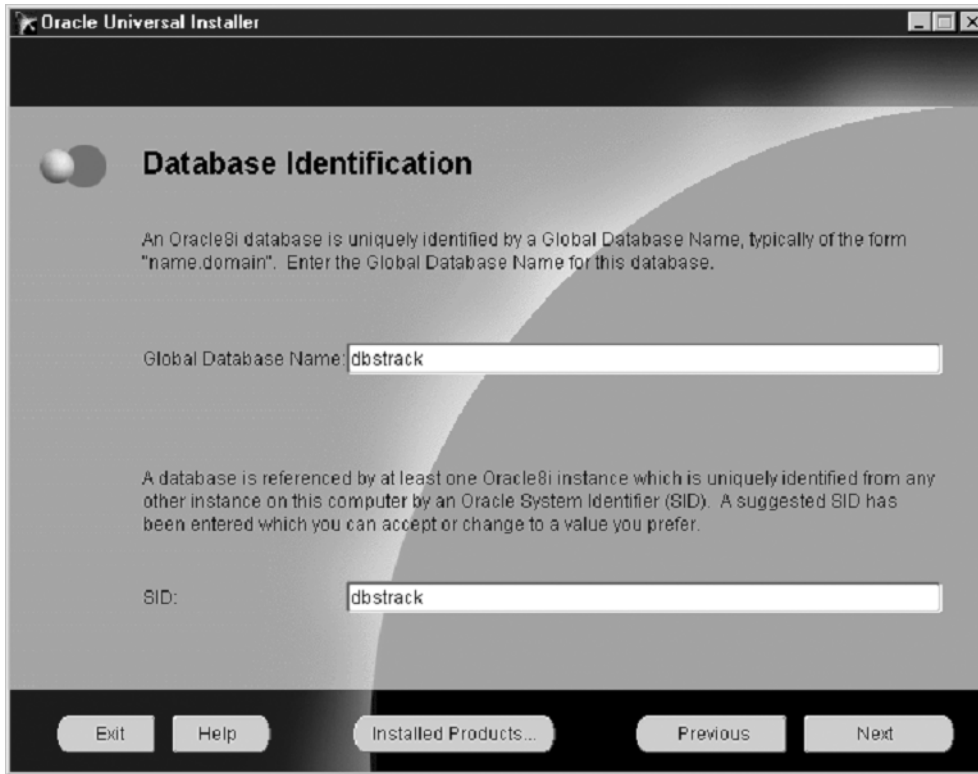 Oracle Universal Installer
Database Identification
An Oracle8i database is uniquely identified by a Global Database Name, typically of the form
"name.domain". Enter the Global Database Name for this database.
Global Database Name: dbstrack
A database is referenced by at least one Oracle8i instance which is uniquely identified from any
other instance on this computer by an Oracle System Identifier (SID). A suggested SID has
been entered which you can accept or change to a value you prefer.
SID: dbstrack
Exit Help Installed Products... Previous Next